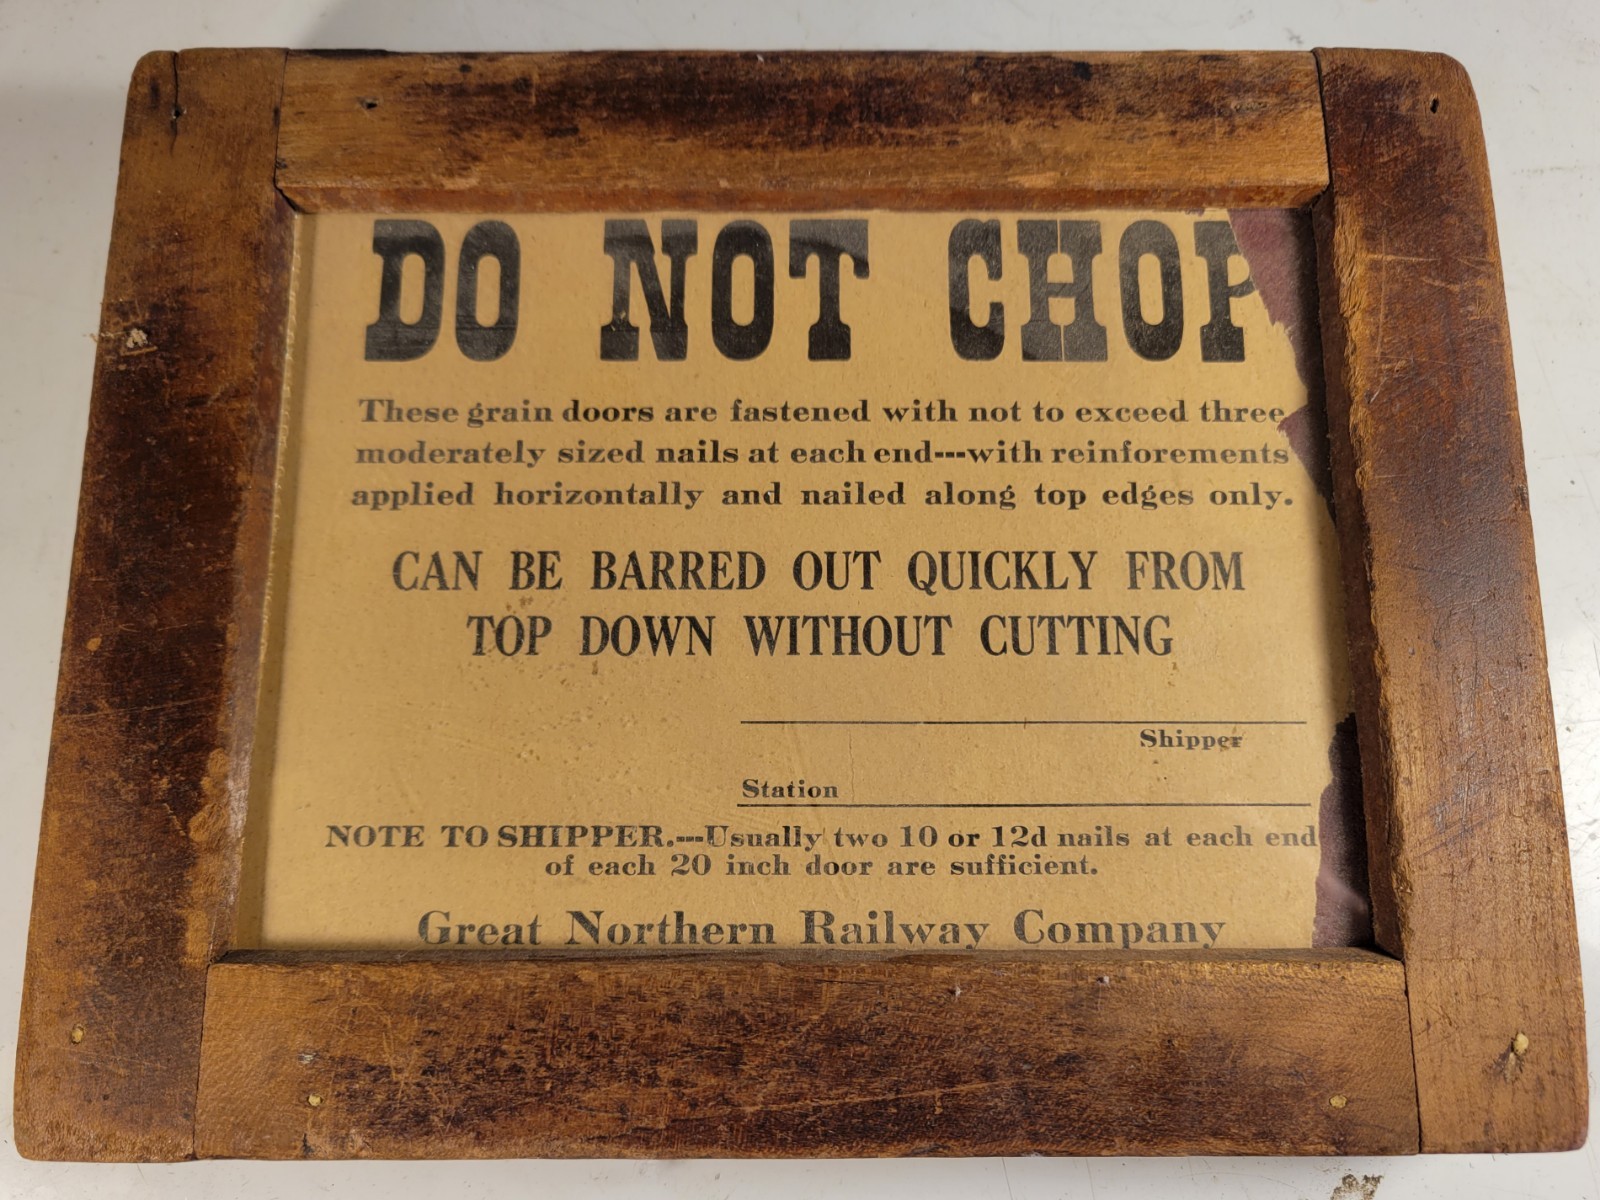 DO NOT CHOP
These grain doors are fastened with not to exceed three
moderately sized nails at each end---with reinforements
applied horizontally and nailed along top edges only.
CAN BE BARRED OUT QUICKLY FROM
TOP DOWN WITHOUT CUTTING
Shipper
Station
NOTE TO SHIPPER.---Usually two 10 or 12d nails at each end
of each 20 inch door are sufficient.
Great Northern Railway Company